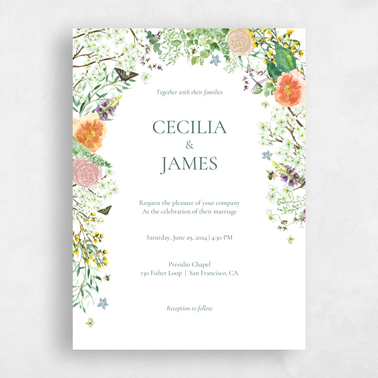 Together with their families
CECILIA
&
JAMES
Request the pleasure of your company
At the celebration of their marriage
Saturday, June 29, 2024 | 4:30 PM
Presidio Chapel
130 Fisher Loop | San Francisco, CA
Reception to follow